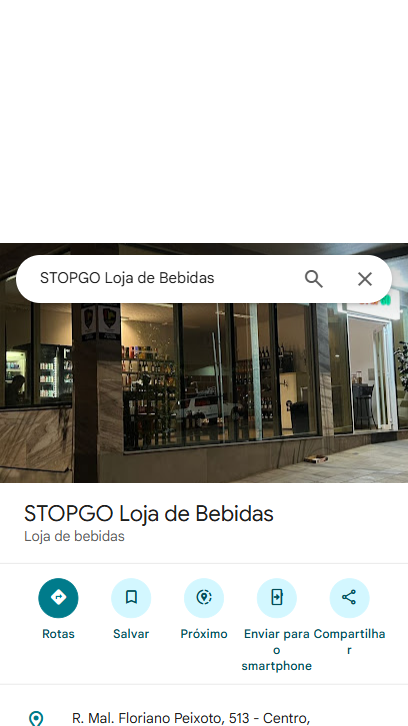 STOPGO Loja de Bebidas
STOPGO Loja de Bebidas
Loja de bebidas
Rotas
Salvar
Próximo
Enviar para
o
smartphone
Compartilha
r
R. Mal. Floriano Peixoto, 513 - Centro,